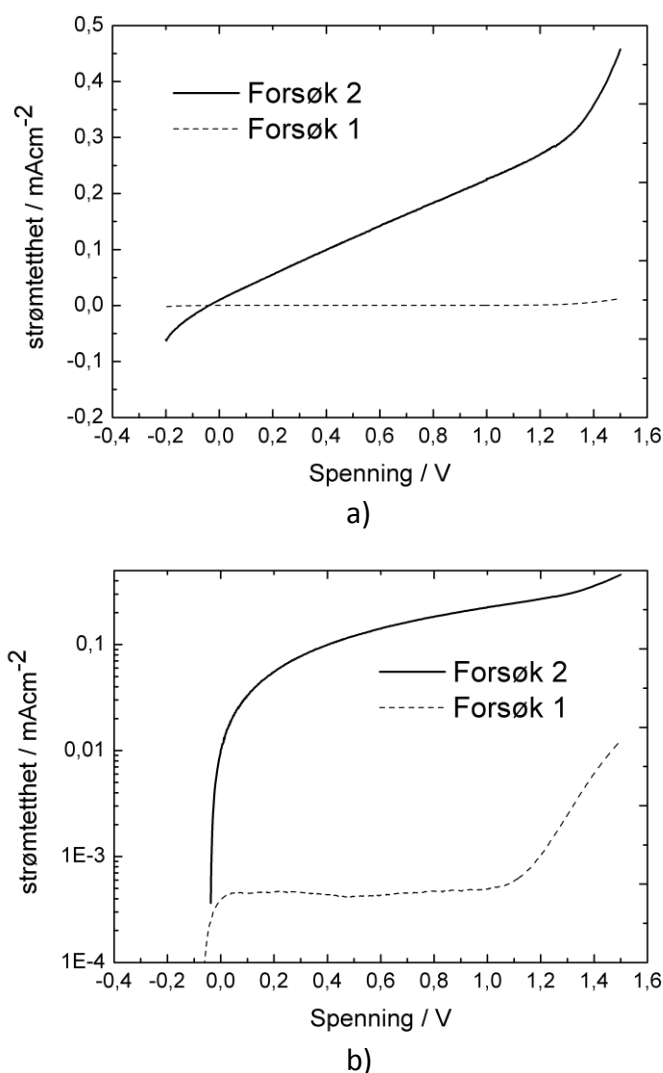 0,5
0,4
0,3
0,2
0,1
0,0
-0,1
-0,2
strømtetthet / mAcm-2
Forsøk 2
Forsøk 1
-0,4 -0,2 0,0 0,2 0,4 0,6 0,8 1,0 1,2 1,4 1,6
Spenning / V
a)
0,1
0,01
1E-3
1E-4
strømtetthet / mAcm-2
Forsøk 2
Forsøk 1
-0,4 -0,2 0,0 0,2 0,4 0,6 0,8 1,0 1,2 1,4 1,6
Spenning / V
b)